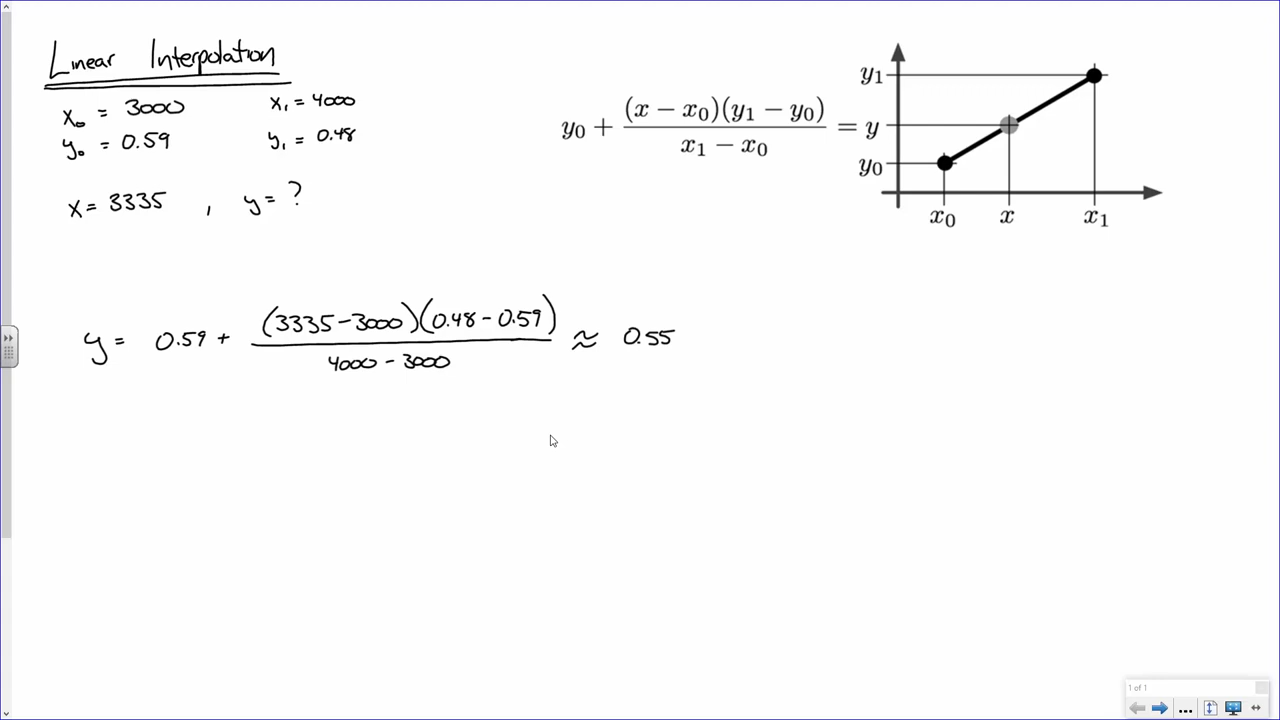 Linear Interpolation
x₀ = 3000 x₁ = 4000
y₀ = 0.59 y₁ = 0.48
x = 3335 , y = ?
y₀ + (x − x₀)(y₁ − y₀) / x₁ − x₀ = y
y₁
y₀
x₀ x x₁
y = 0.59 + (3335 − 3000)(0.48 − 0.59) / 4000 − 3000 ≈ 0.55
1 of 1